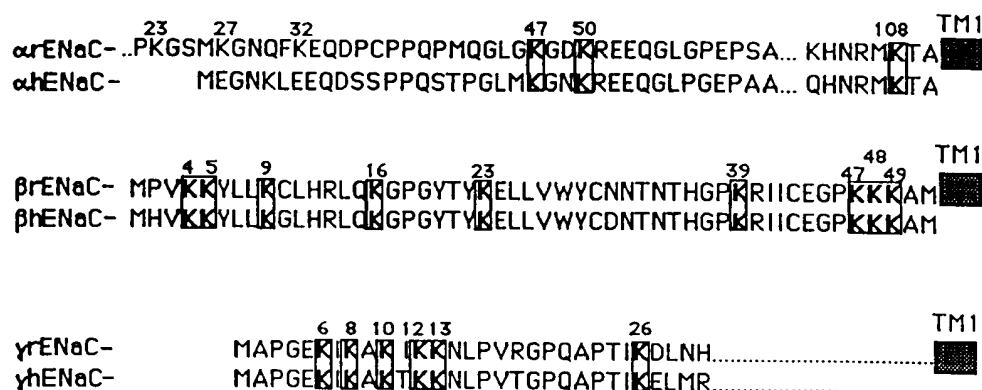 23 27 32 47 50 108 TM1
αrENaC- ..PKGSMKGNQFKEQDPCPPQPMQGLGKGDKREEQGLGPEPSA... KHNRMKTA
αhENaC- MEGNKLEEQDSSPPQSTPGLMKGNKREEQGLPGEPAA... QHNRMKTA
4 5 9 16 23 39 47 48 49 TM1
βrENaC- MPVKKYLLKCLHRLQKGPGYTYKELLVWYCNNTNTHGPKRIICEGPKKKAM
βhENaC- MHVKKYLLKGLHRLQKGPGYTYKELLVWYCDNTNTHGPKRIICEGPKKKAM
6 8 10 12 13 26 TM1
γrENaC- MAPGEKIKAKIKKNLPVRGPQAPTIKDLNH
γhENaC- MAPGEKIKAKTKKNLPVTGPQAPTIKELMR